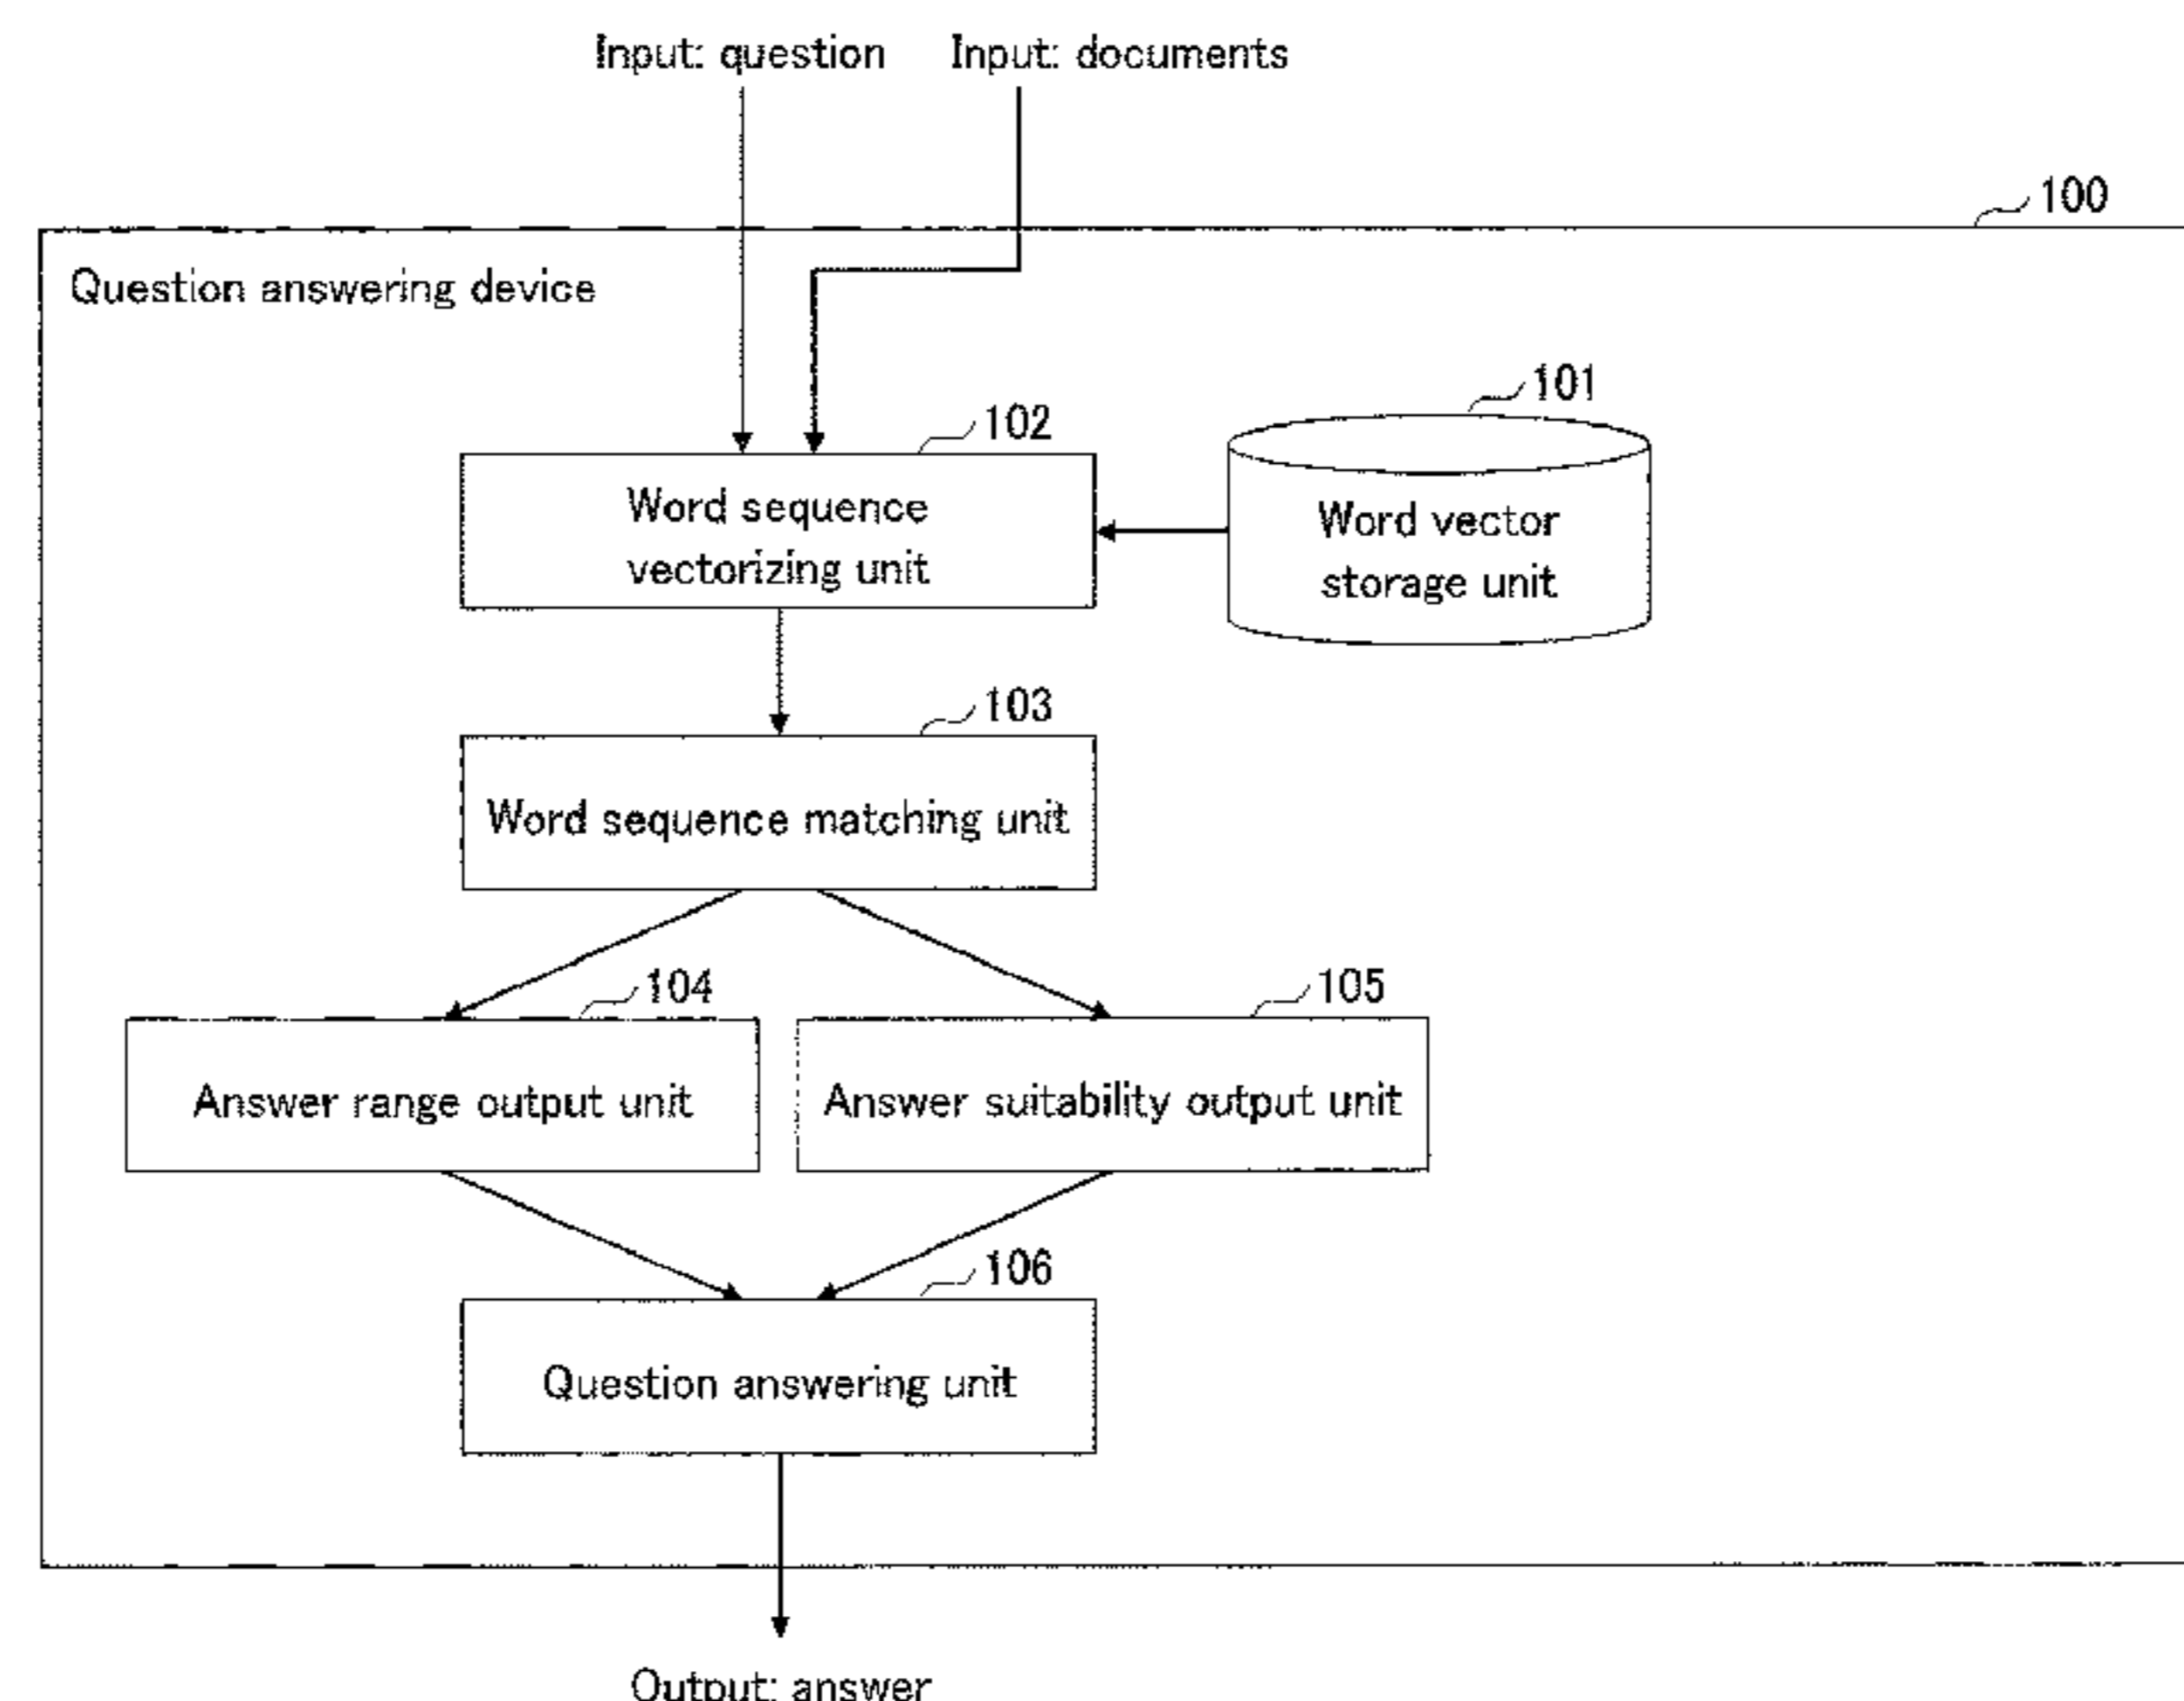 Input: question
Input: documents
100
Question answering device
101
102
Word sequence
vectorizing unit
Word vector
storage unit
103
Word sequence matching unit
104
105
Answer range output unit
Answer suitability output unit
106
Question answering unit
Output: answer